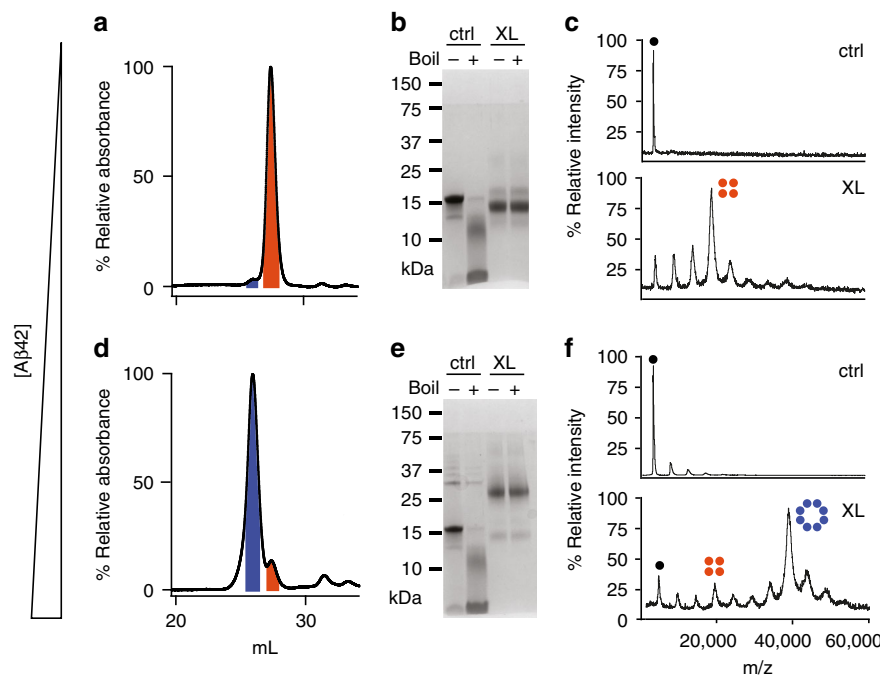 a
% Relative absorbance
100
50
0
20
30
b
ctrl XL
Boil – + – +
150
75
37
25
15
10
kDa
c
% Relative intensity
100
75
50
25
ctrl
100
75
50
25
XL
[Aβ42]
d
% Relative absorbance
100
50
0
20
30
mL
e
ctrl XL
Boil – + – +
150
75
37
25
15
10
kDa
f
% Relative intensity
100
75
50
25
ctrl
100
75
50
25
XL
20,000 40,000 60,000
m/z